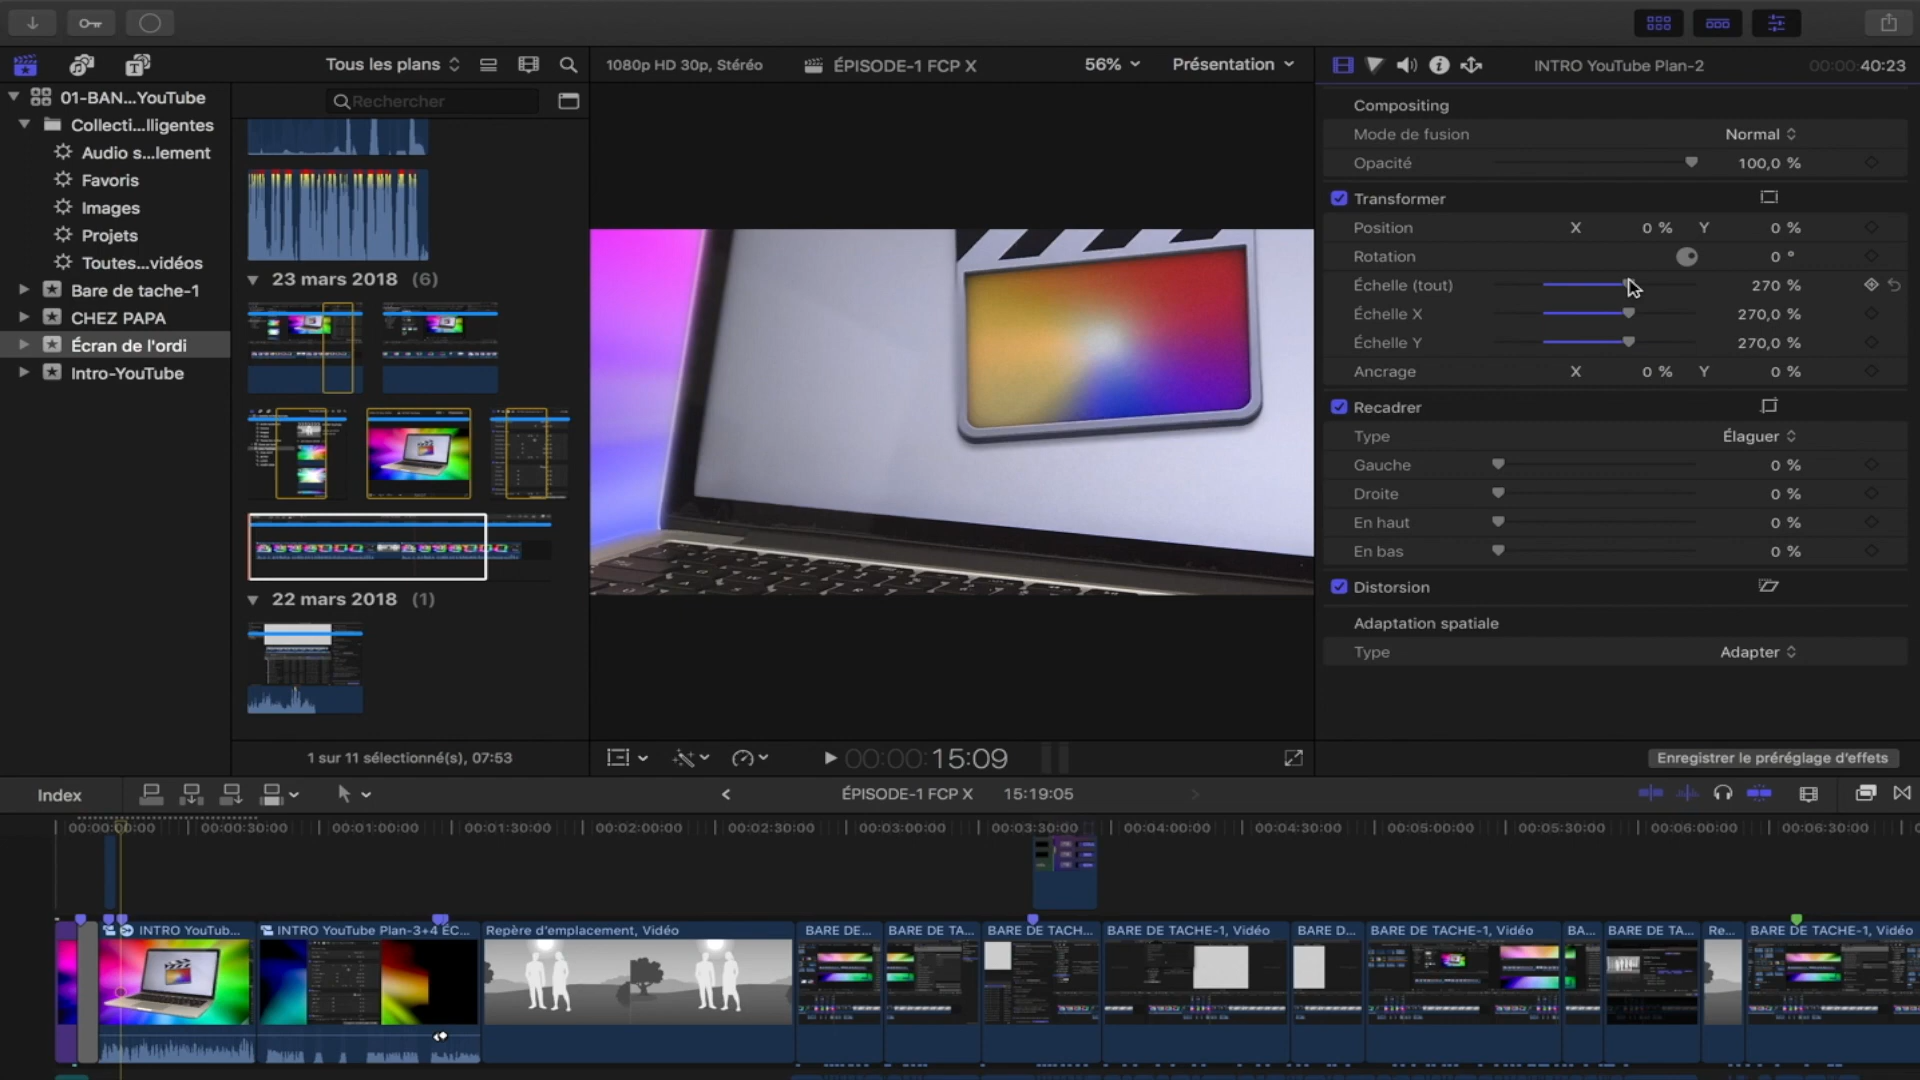 Tous les plans
1080p HD 30p, Stéréo
ÉPISODE-1 FCP X
56%
Présentation
INTRO YouTube Plan-2
00:00:40:23
01-BAN...YouTube
Collecti...lligentes
Audio s...lement
Favoris
Images
Projets
Toutes...vidéos
Bare de tache-1
CHEZ PAPA
Écran de l'ordi
Intro-YouTube
Rechercher
23 mars 2018 (6)
22 mars 2018 (1)
1 sur 11 sélectionné(s), 07:53
00:00:15:09
Compositing
Mode de fusion Normal
Opacité 100,0 %
Transformer
Position X 0 % Y 0 %
Rotation 0 °
Échelle (tout) 270 %
Échelle X 270,0 %
Échelle Y 270,0 %
Ancrage X 0 % Y 0 %
Recadrer
Type Élaguer
Gauche 0 %
Droite 0 %
En haut 0 %
En bas 0 %
Distorsion
Adaptation spatiale
Type Adapter
Enregistrer le préréglage d'effets
Index
ÉPISODE-1 FCP X 15:19:05
00:00:00:00 00:00:30:00 00:01:00:00 00:01:30:00 00:02:00:00 00:02:30:00 00:03:00:00 00:03:30:00 00:04:00:00 00:04:30:00 00:05:00:00 00:05:30:00 00:06:00:00 00:06:30:00
INTRO YouTub...
INTRO YouTube Plan-3+4 ÉC...
Repère d'emplacement, Vidéo
BARE DE...
BARE DE TA...
BARE DE TACH...
BARE DE TACHE-1, Vidéo
BARE D...
BARE DE TACHE-1, Vidéo
BA...
BARE DE TA...
Re...
BARE DE TACHE-1, Vidéo